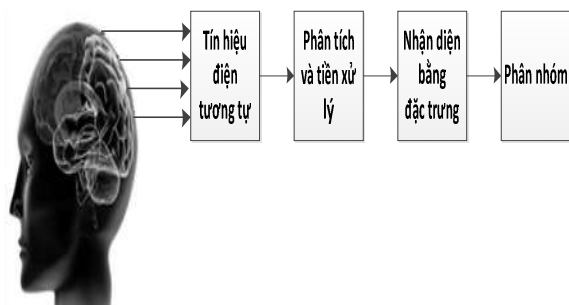 Tín hiệu
điện
tương tự
Phân tích
và tiền xử
lý
Nhận diện
bằng
đặc trưng
Phân nhóm